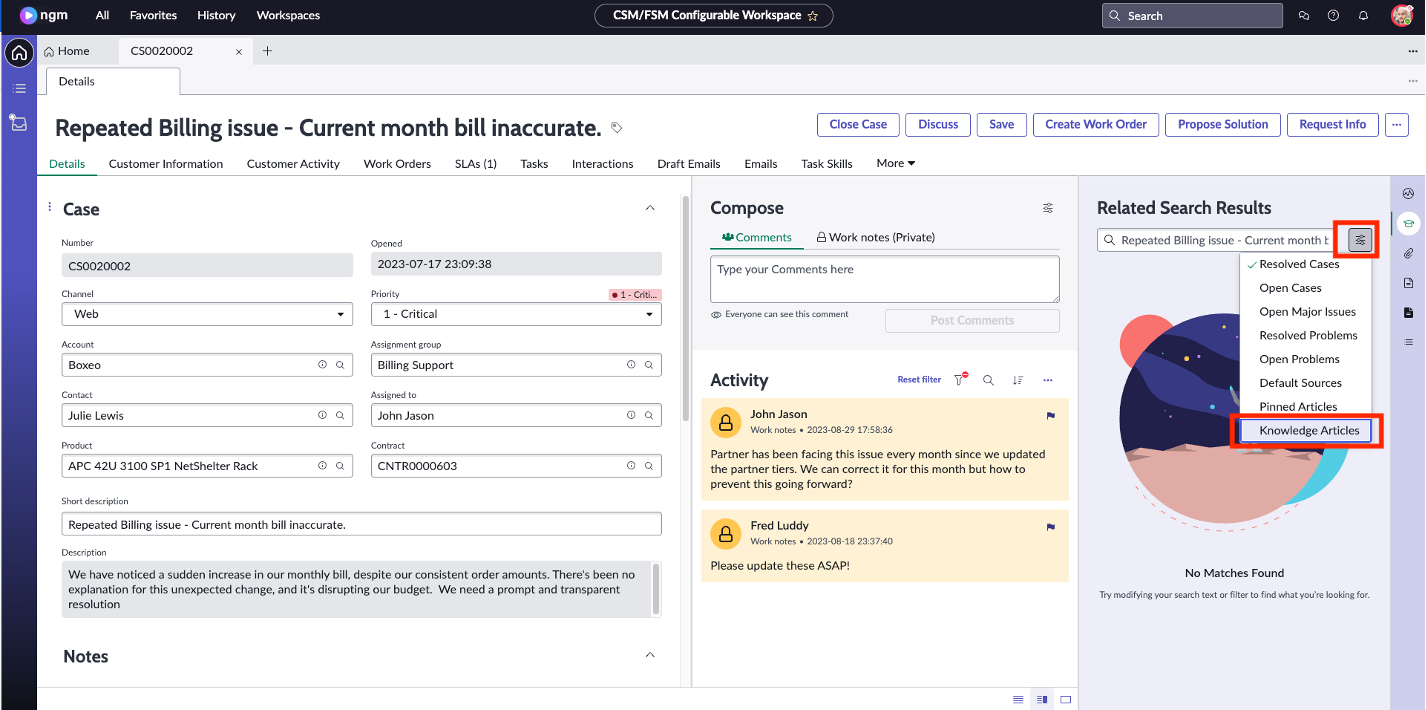 ngm All Favorites History Workspaces CSM/FSM Configurable Workspace Search
Home CS0020002
Details
Repeated Billing issue - Current month bill inaccurate.
Close Case Discuss Save Create Work Order Propose Solution Request Info
Details Customer Information Customer Activity Work Orders SLAs (1) Tasks Interactions Draft Emails Emails Task Skills More
Case
Number
CS0020002
Opened
2023-07-17 23:09:38
Channel
Web
Priority
1 - Criti...
1 - Critical
Account
Boxeo
Assignment group
Billing Support
Contact
Julie Lewis
Assigned to
John Jason
Product
APC 42U 3100 SP1 NetShelter Rack
Contract
CNTR0000603
Short description
Repeated Billing issue - Current month bill inaccurate.
Description
We have noticed a sudden increase in our monthly bill, despite our consistent order amounts. There's been no
explanation for this unexpected change, and it's disrupting our budget. We need a prompt and transparent
resolution
Notes
Compose
Comments Work notes (Private)
Type your Comments here
Everyone can see this comment
Post Comments
Activity
Reset filter
John Jason
Work notes • 2023-08-29 17:58:36
Partner has been facing this issue every month since we updated
the partner tiers. We can correct it for this month but how to
prevent this going forward?
Fred Luddy
Work notes • 2023-08-18 23:37:40
Please update these ASAP!
Related Search Results
Repeated Billing issue - Current month b
Resolved Cases
Open Cases
Open Major Issues
Resolved Problems
Open Problems
Default Sources
Pinned Articles
Knowledge Articles
No Matches Found
Try modifying your search text or filter to find what you're looking for.